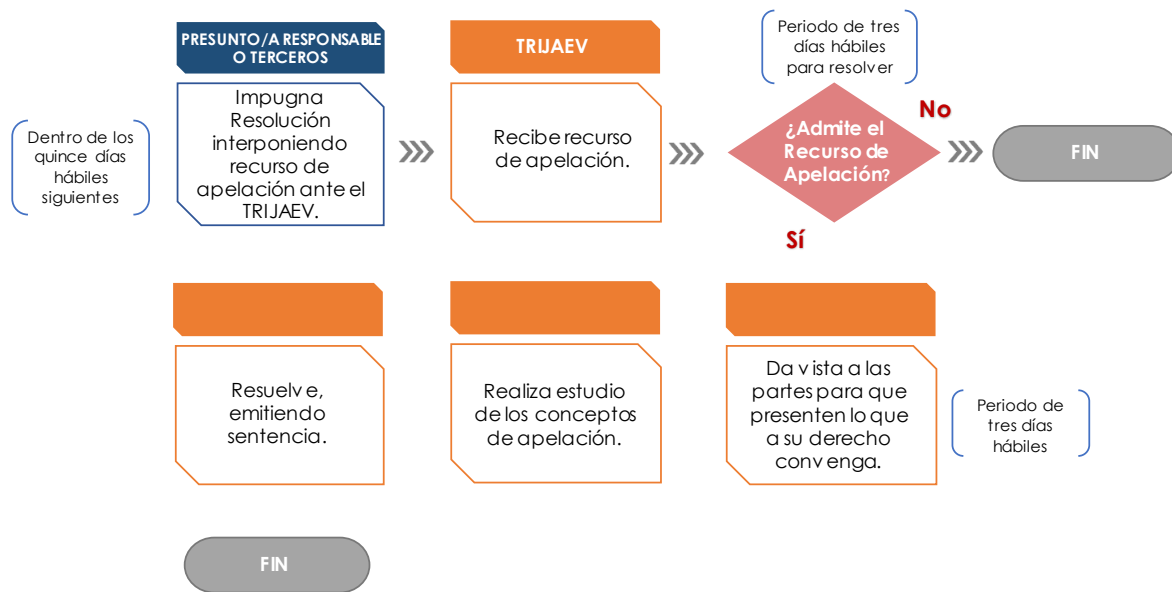 PRESUNTO/A RESPONSABLE
O TERCEROS
TRIJAEV
Periodo de tres
días hábiles
para resolver
Dentro de los
quince días
hábiles
siguientes
Impugna
Resolución
interponiendo
recurso de
apelación ante el
TRIJAEV.
Recibe recurso
de apelación.
¿Admite el
Recurso de
Apelación?
No
FIN
Sí
Da vista a las
partes para que
presenten lo que
a su derecho
convenga.
Periodo de
tres días
hábiles
Realiza estudio
de los conceptos
de apelación.
Resuelve,
emitiendo
sentencia.
FIN